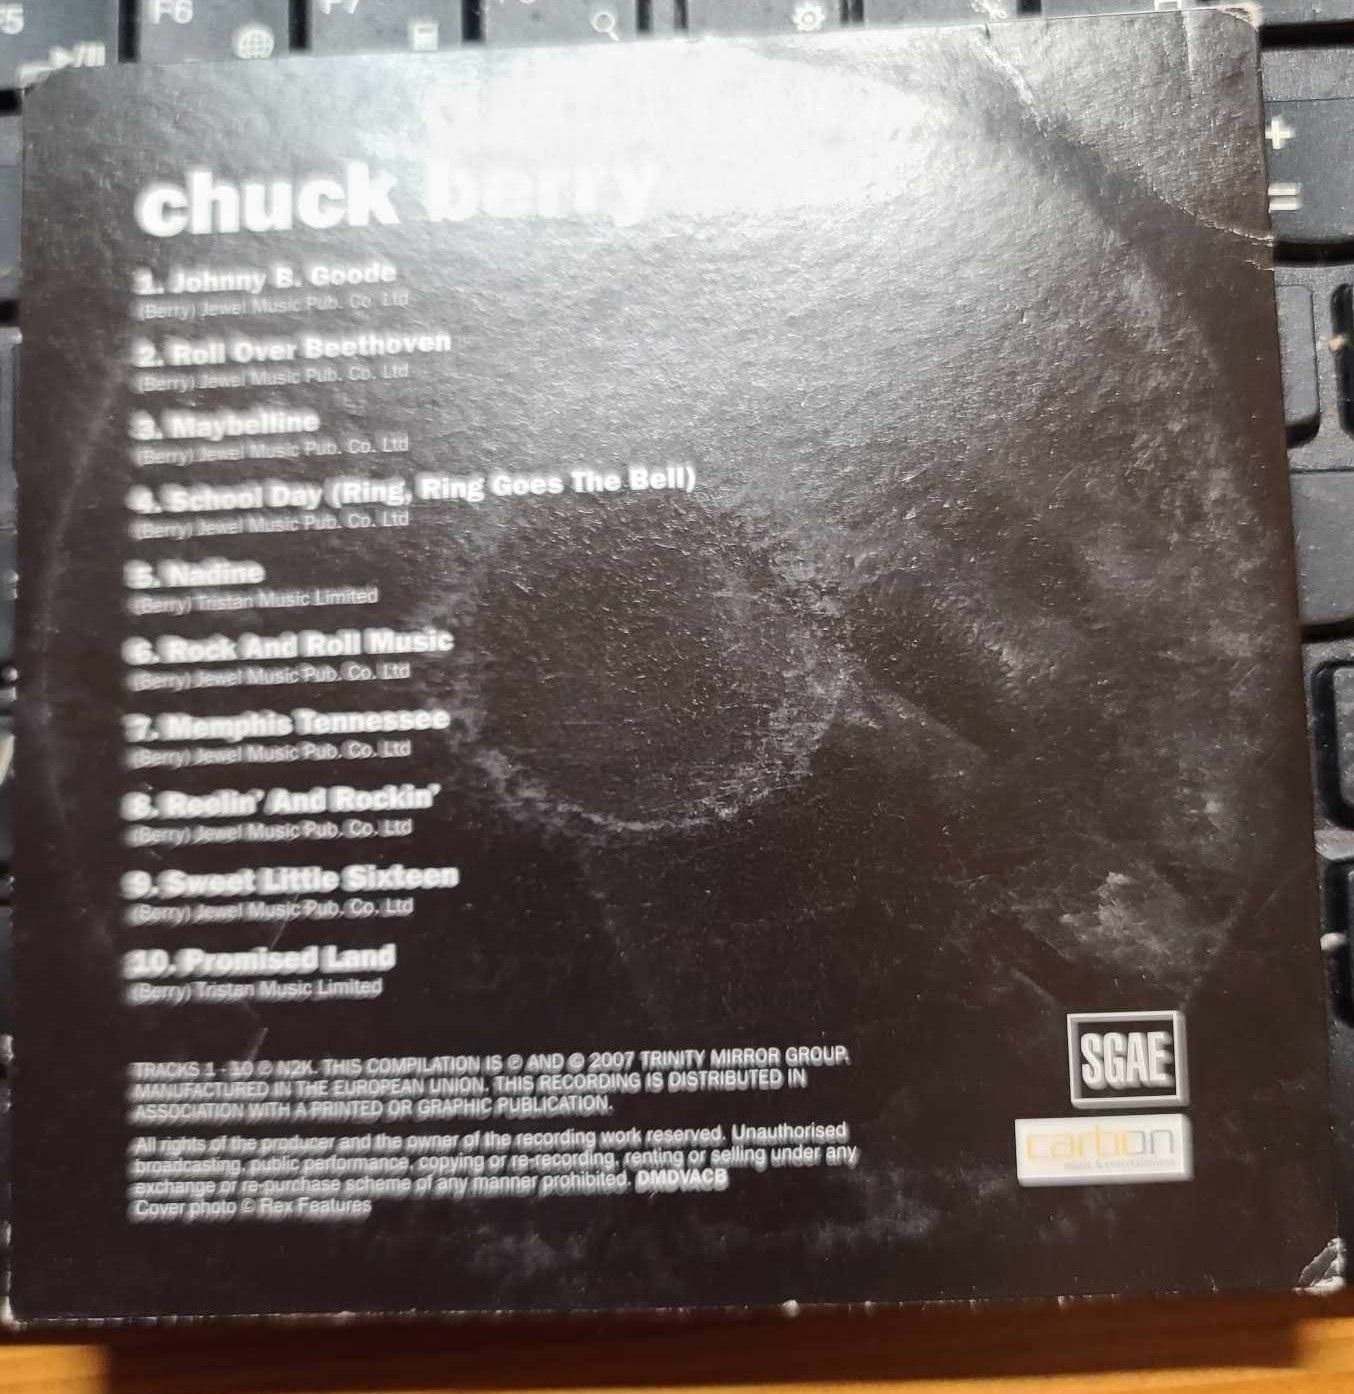 F5
F6
F7
+
=
chuck berry
1. Johnny B. Goode
(Berry) Jewel Music Pub. Co. Ltd
2. Roll Over Beethoven
(Berry) Jewel Music Pub. Co. Ltd
3. Maybelline
(Berry) Jewel Music Pub. Co. Ltd
4. School Day (Ring, Ring Goes The Bell)
(Berry) Jewel Music Pub. Co. Ltd
5. Nadine
(Berry) Tristan Music Limited
6. Rock And Roll Music
(Berry) Jewel Music Pub. Co. Ltd
7. Memphis Tennessee
(Berry) Jewel Music Pub. Co. Ltd
8. Reelin' And Rockin'
(Berry) Jewel Music Pub. Co. Ltd
9. Sweet Little Sixteen
(Berry) Jewel Music Pub. Co. Ltd
10. Promised Land
(Berry) Tristan Music Limited
TRACKS 1 - 10 ℗ N2K. THIS COMPILATION IS ℗ AND © 2007 TRINITY MIRROR GROUP.
MANUFACTURED IN THE EUROPEAN UNION. THIS RECORDING IS DISTRIBUTED IN
ASSOCIATION WITH A PRINTED OR GRAPHIC PUBLICATION.
All rights of the producer and the owner of the recording work reserved. Unauthorised
broadcasting, public performance, copying or re-recording, renting or selling under any
exchange or re-purchase scheme of any manner prohibited. DMDVACB
Cover photo © Rex Features
SGAE
carbon
music & entertainment